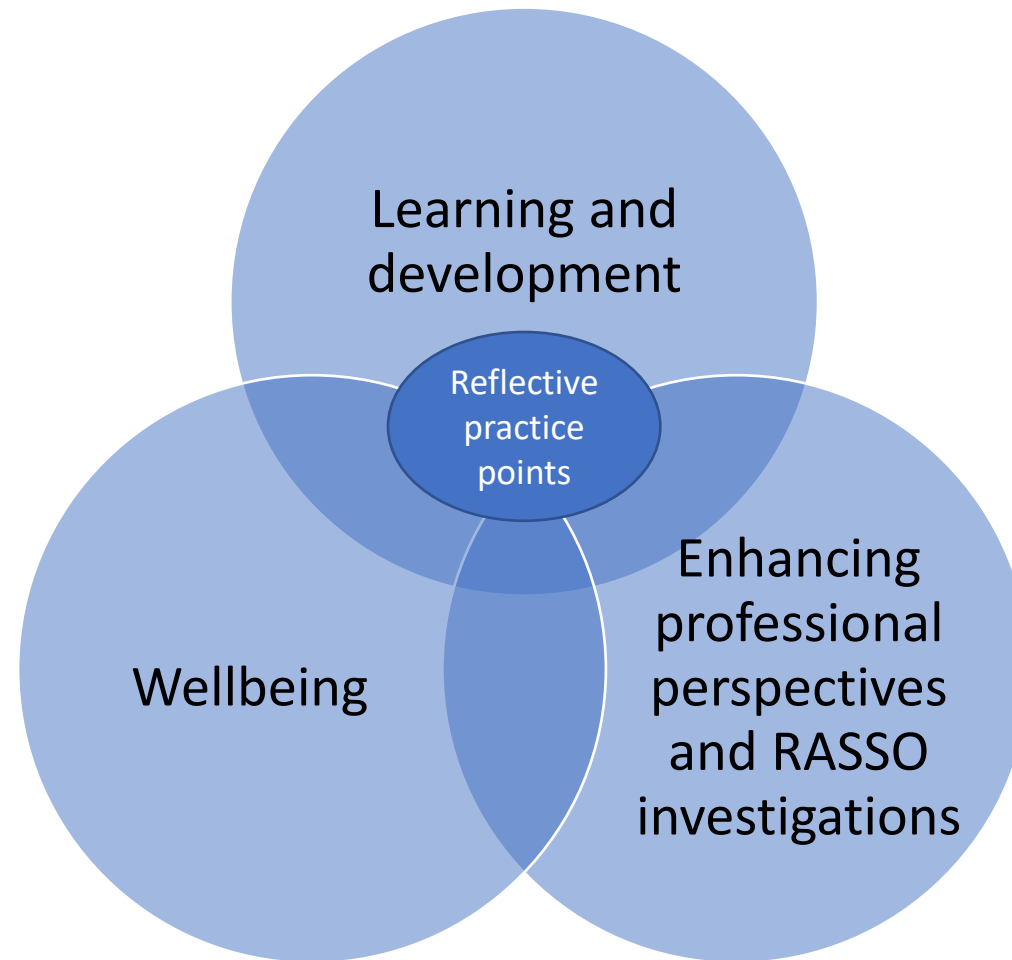 Learning and
development
Reflective
practice
points
Wellbeing
Enhancing
professional
perspectives
and RASSO
investigations